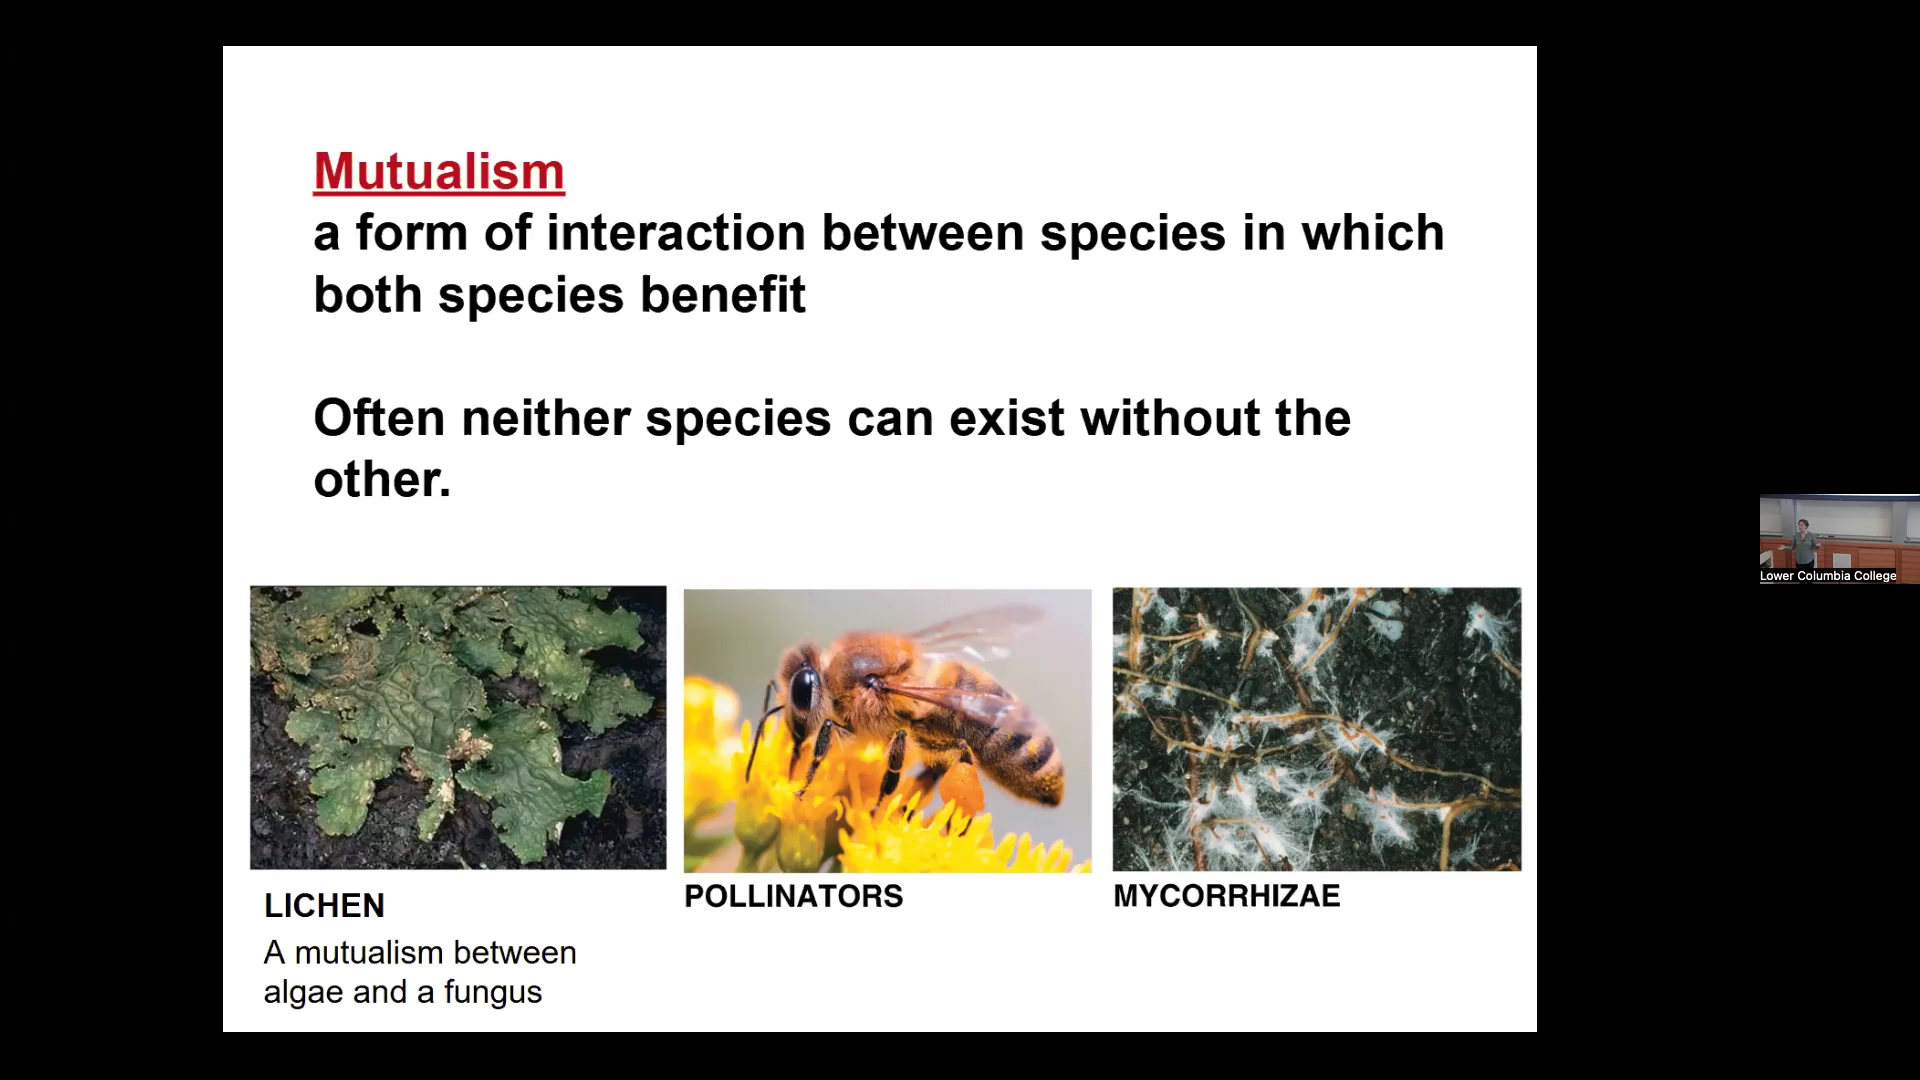 Mutualism
a form of interaction between species in which
both species benefit
Often neither species can exist without the
other.
LICHEN
A mutualism between
algae and a fungus
POLLINATORS
MYCORRHIZAE
Lower Columbia College